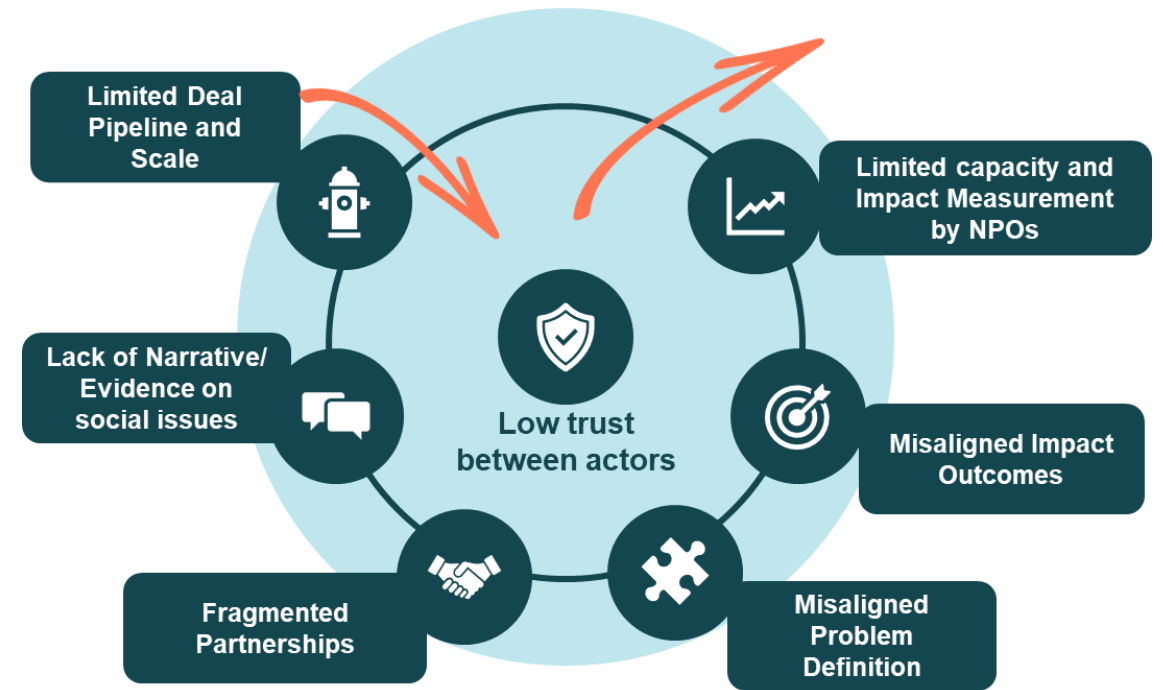 Limited Deal
Pipeline and
Scale
Limited capacity and
Impact Measurement
by NPOs
Lack of Narrative/
Evidence on
social issues
Low trust
between actors
Misaligned Impact
Outcomes
Fragmented
Partnerships
Misaligned
Problem
Definition